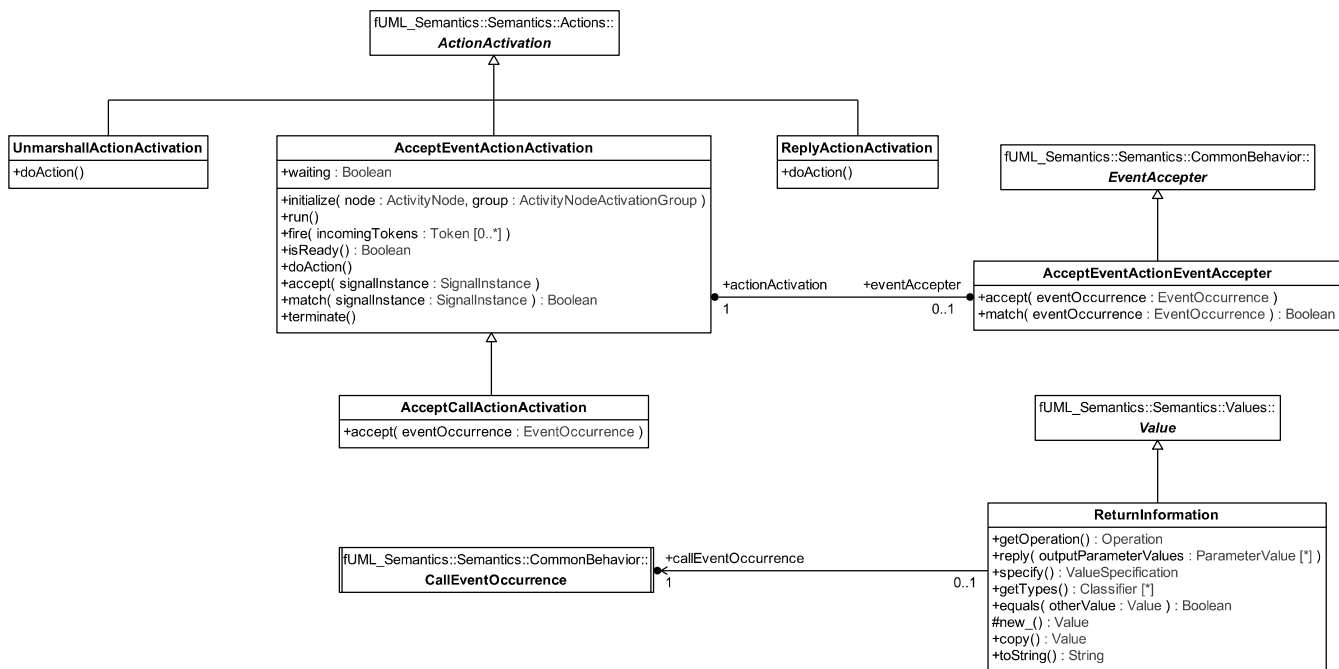 fUML_Semantics::Semantics::Actions::
ActionActivation
UnmarshallActionActivation
+doAction()
AcceptEventActionActivation
+waiting : Boolean
+initialize( node : ActivityNode, group : ActivityNodeActivationGroup )
+run()
+fire( incomingTokens : Token [0..*] )
+isReady() : Boolean
+doAction()
+accept( signalInstance : SignalInstance )
+match( signalInstance : SignalInstance ) : Boolean
+terminate()
ReplyActionActivation
+doAction()
fUML_Semantics::Semantics::CommonBehavior::
EventAccepter
+actionActivation
+eventAccepter
1
0..1
AcceptEventActionEventAccepter
+accept( eventOccurrence : EventOccurrence )
+match( eventOccurrence : EventOccurrence ) : Boolean
AcceptCallActionActivation
+accept( eventOccurrence : EventOccurrence )
fUML_Semantics::Semantics::Values::
Value
fUML_Semantics::Semantics::CommonBehavior::
CallEventOccurrence
+callEventOccurrence
1
0..1
ReturnInformation
+getOperation() : Operation
+reply( outputParameterValues : ParameterValue [*] )
+specify() : ValueSpecification
+getTypes() : Classifier [*]
+equals( otherValue : Value ) : Boolean
#new_() : Value
+copy() : Value
+toString() : String